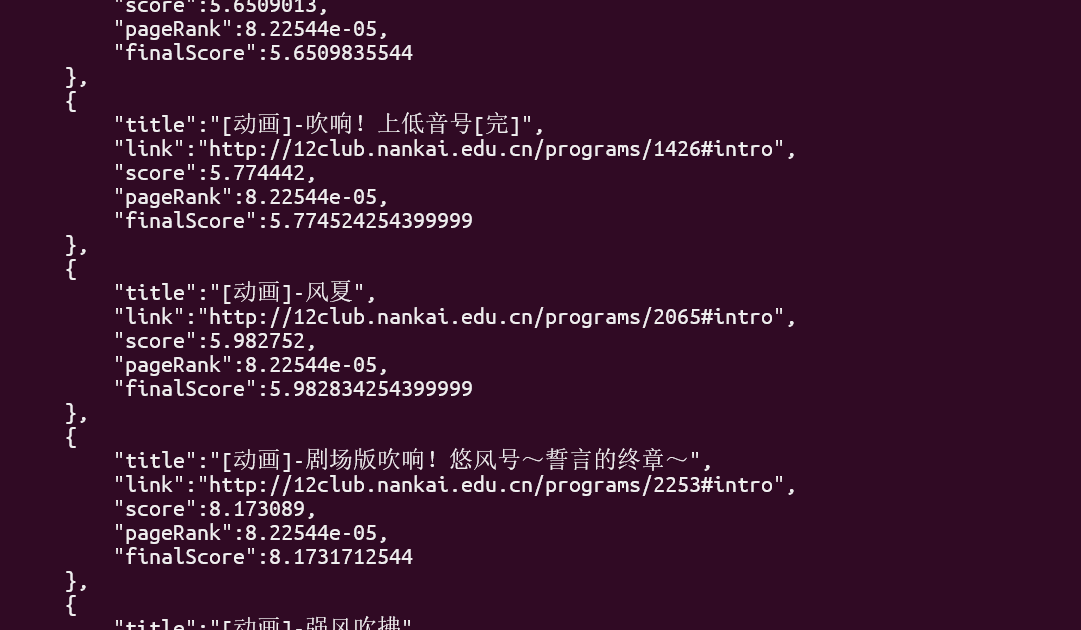 "score":5.6509013,
"pageRank":8.22544e-05,
"finalScore":5.6509835544
},
{
"title":"[动画]-吹响！上低音号[完]",
"link":"http://12club.nankai.edu.cn/programs/1426#intro",
"score":5.774442,
"pageRank":8.22544e-05,
"finalScore":5.774524254399999
},
{
"title":"[动画]-风夏",
"link":"http://12club.nankai.edu.cn/programs/2065#intro",
"score":5.982752,
"pageRank":8.22544e-05,
"finalScore":5.982834254399999
},
{
"title":"[动画]-剧场版吹响！悠风号～誓言的终章～",
"link":"http://12club.nankai.edu.cn/programs/2253#intro",
"score":8.173089,
"pageRank":8.22544e-05,
"finalScore":8.1731712544
},
{
"title":"[动画]-强风吹拂"